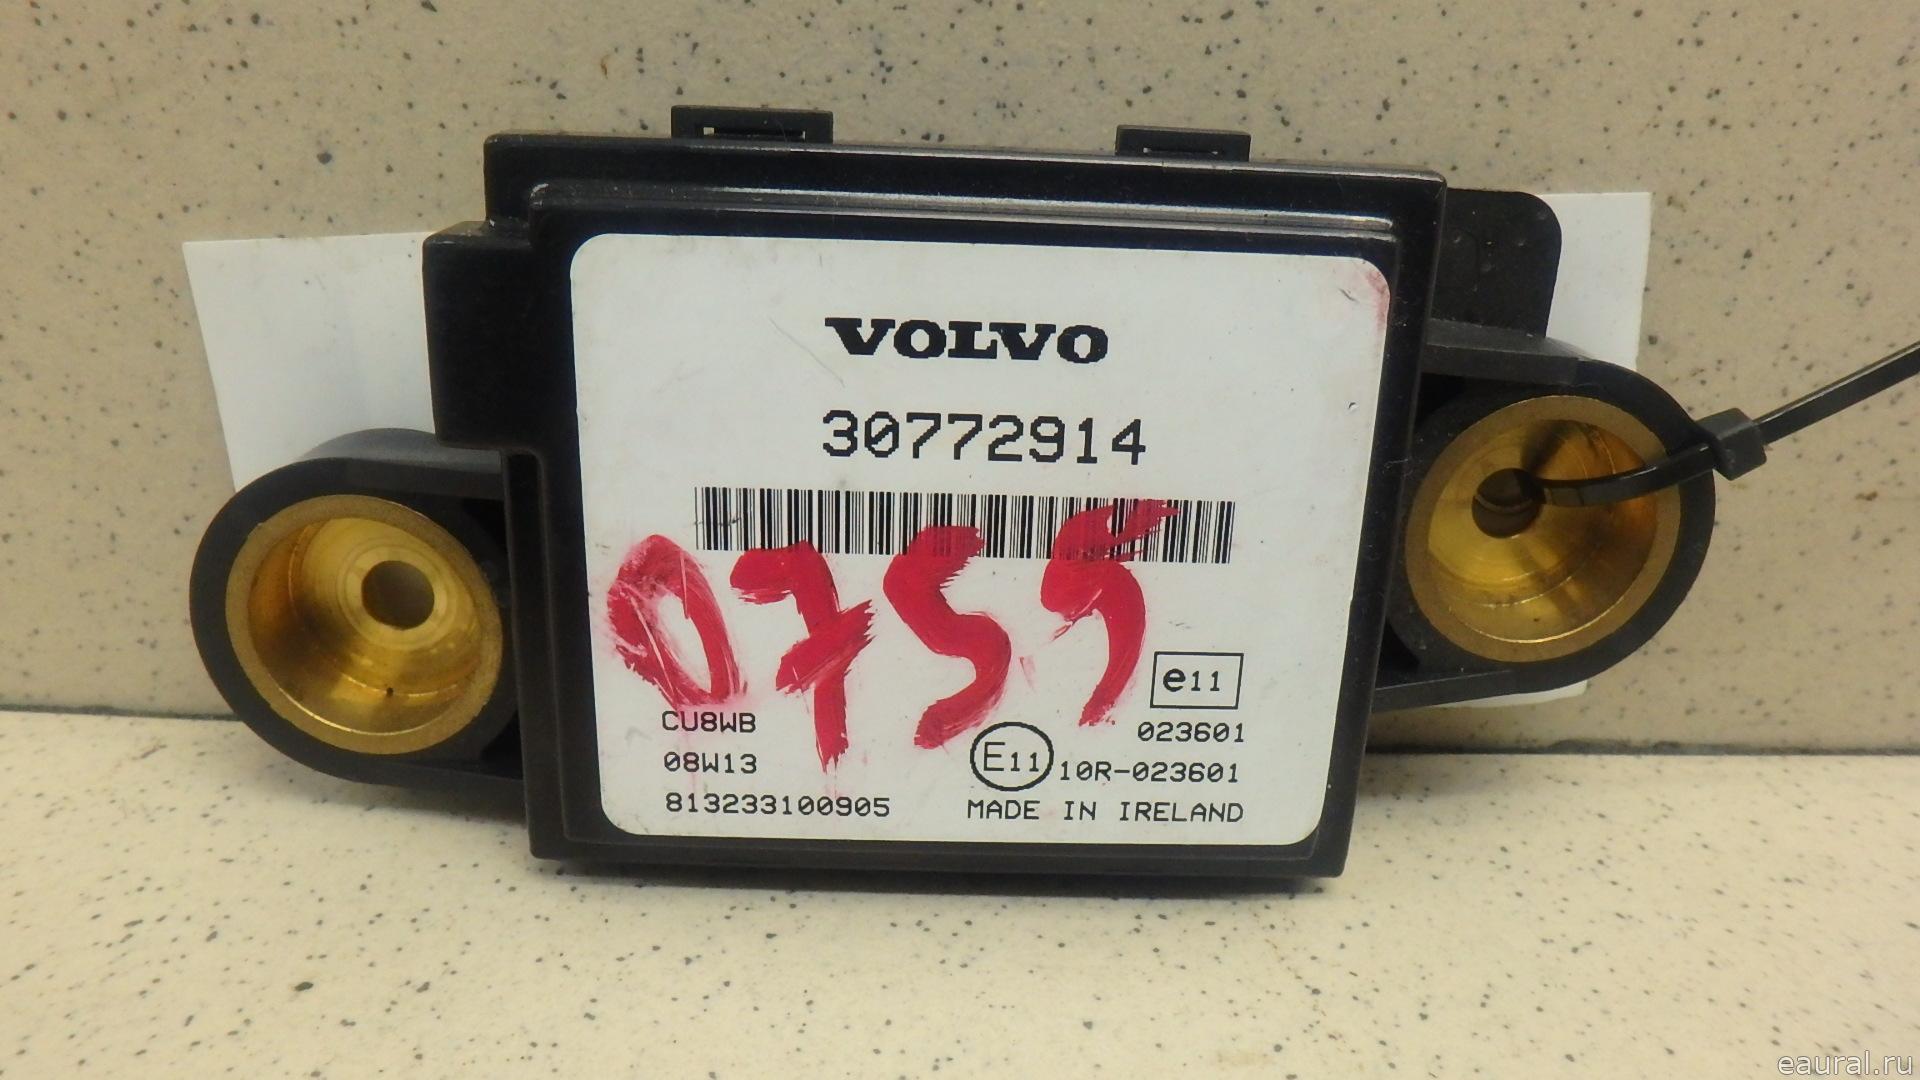 VOLVO
30772914
0755
e11
CU8WB
023601
08W13
E11 10R-023601
813233100905
MADE IN IRELAND
eaural.ru